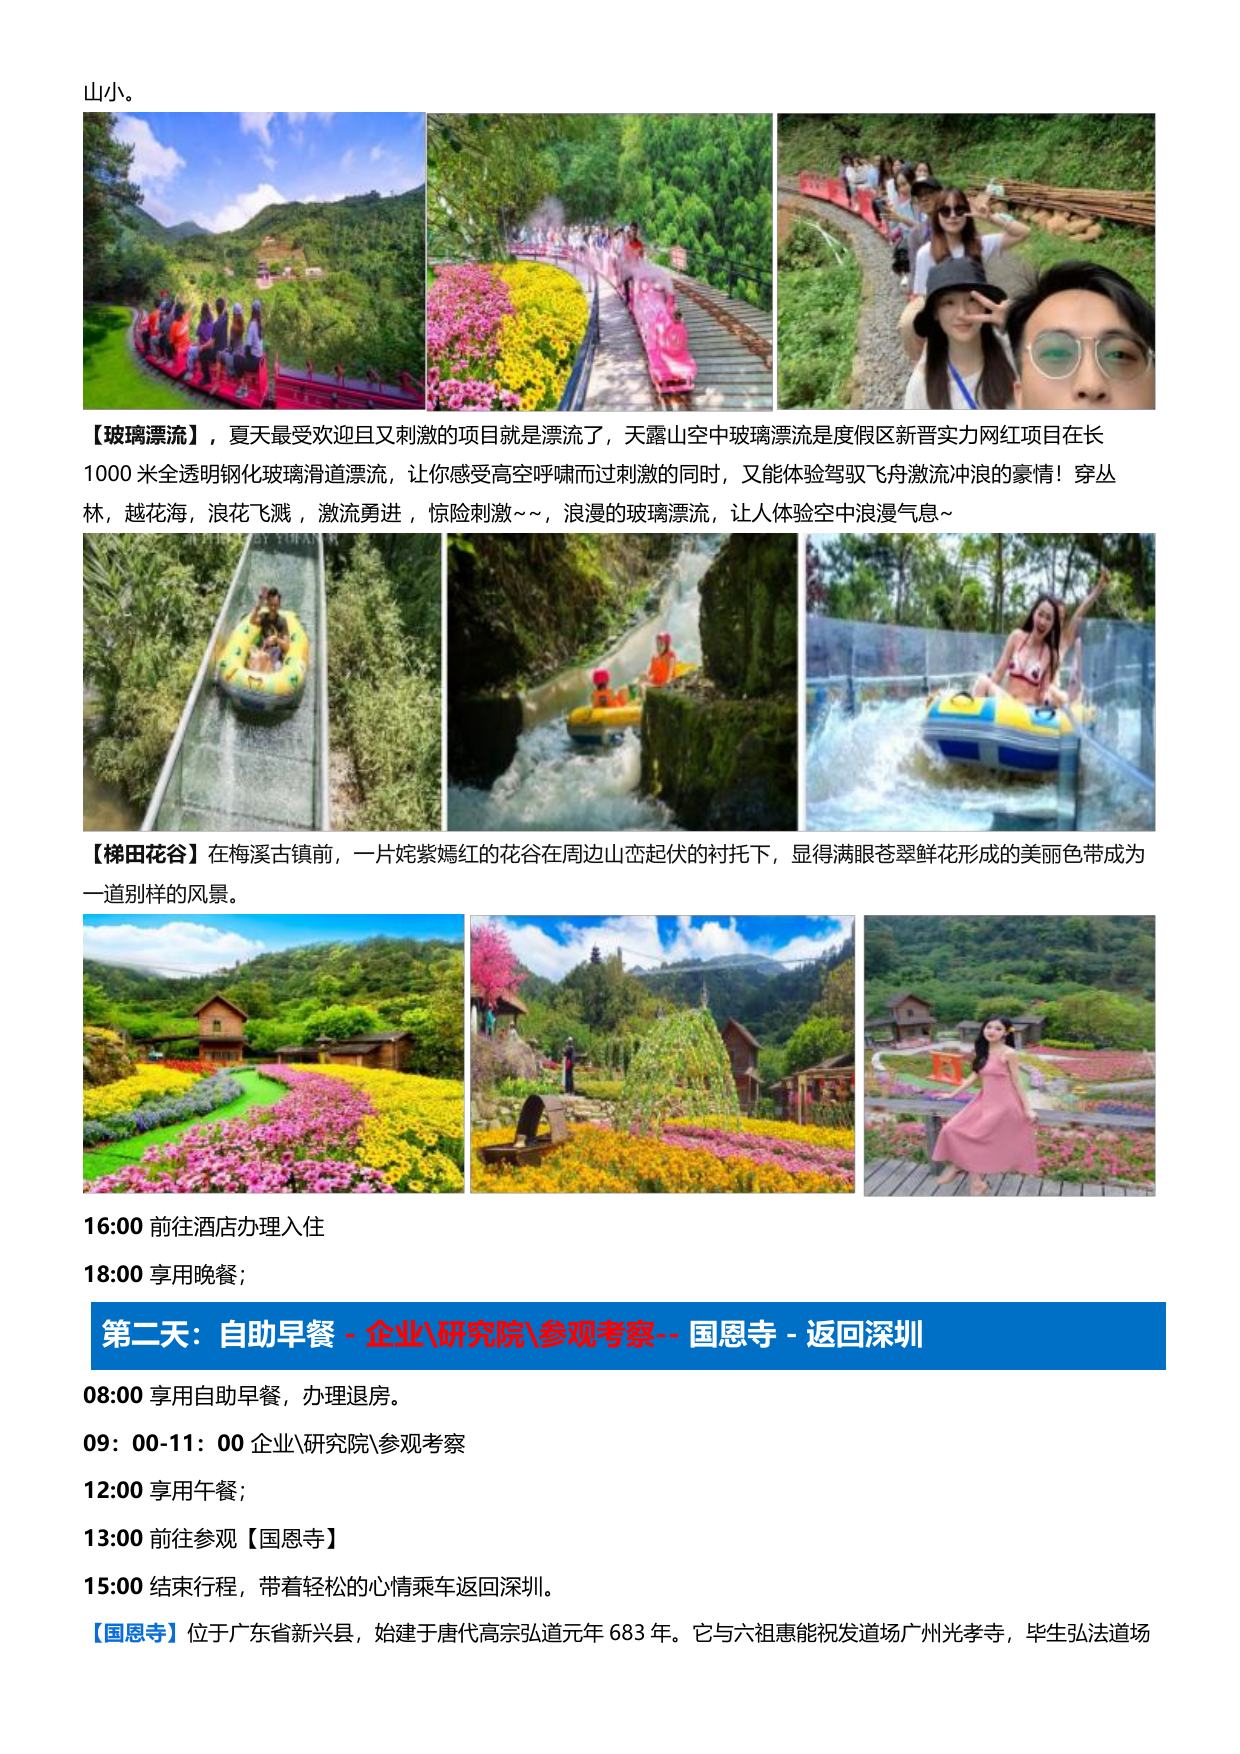 山小。
【玻璃漂流】，夏天最受欢迎且又刺激的项目就是漂流了，天露山空中玻璃漂流是度假区新晋实力网红项目在长
1000 米全透明钢化玻璃滑道漂流，让你感受高空呼啸而过刺激的同时，又能体验驾驭飞舟激流冲浪的豪情！穿丛
林，越花海，浪花飞溅 ，激流勇进 ，惊险刺激~~，浪漫的玻璃漂流，让人体验空中浪漫气息~
【梯田花谷】在梅溪古镇前，一片姹紫嫣红的花谷在周边山峦起伏的衬托下，显得满眼苍翠鲜花形成的美丽色带成为
一道别样的风景。
16:00 前往酒店办理入住
18:00 享用晚餐；
第二天：自助早餐 - 企业\研究院\参观考察-- 国恩寺 - 返回深圳
08:00 享用自助早餐，办理退房。
09：00-11：00 企业\研究院\参观考察
12:00 享用午餐；
13:00 前往参观【国恩寺】
15:00 结束行程，带着轻松的心情乘车返回深圳。
【国恩寺】位于广东省新兴县，始建于唐代高宗弘道元年 683 年。它与六祖惠能祝发道场广州光孝寺，毕生弘法道场